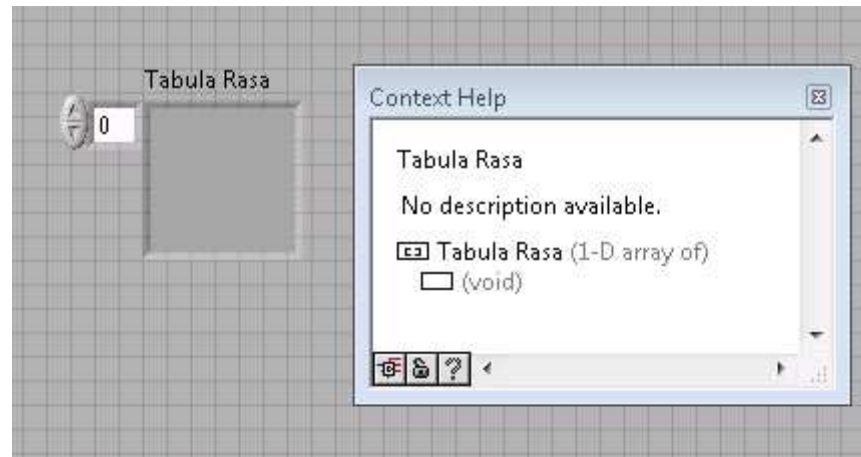 Tabula Rasa
0
Context Help
Tabula Rasa
No description available.
Tabula Rasa (1-D array of)
(void)
?